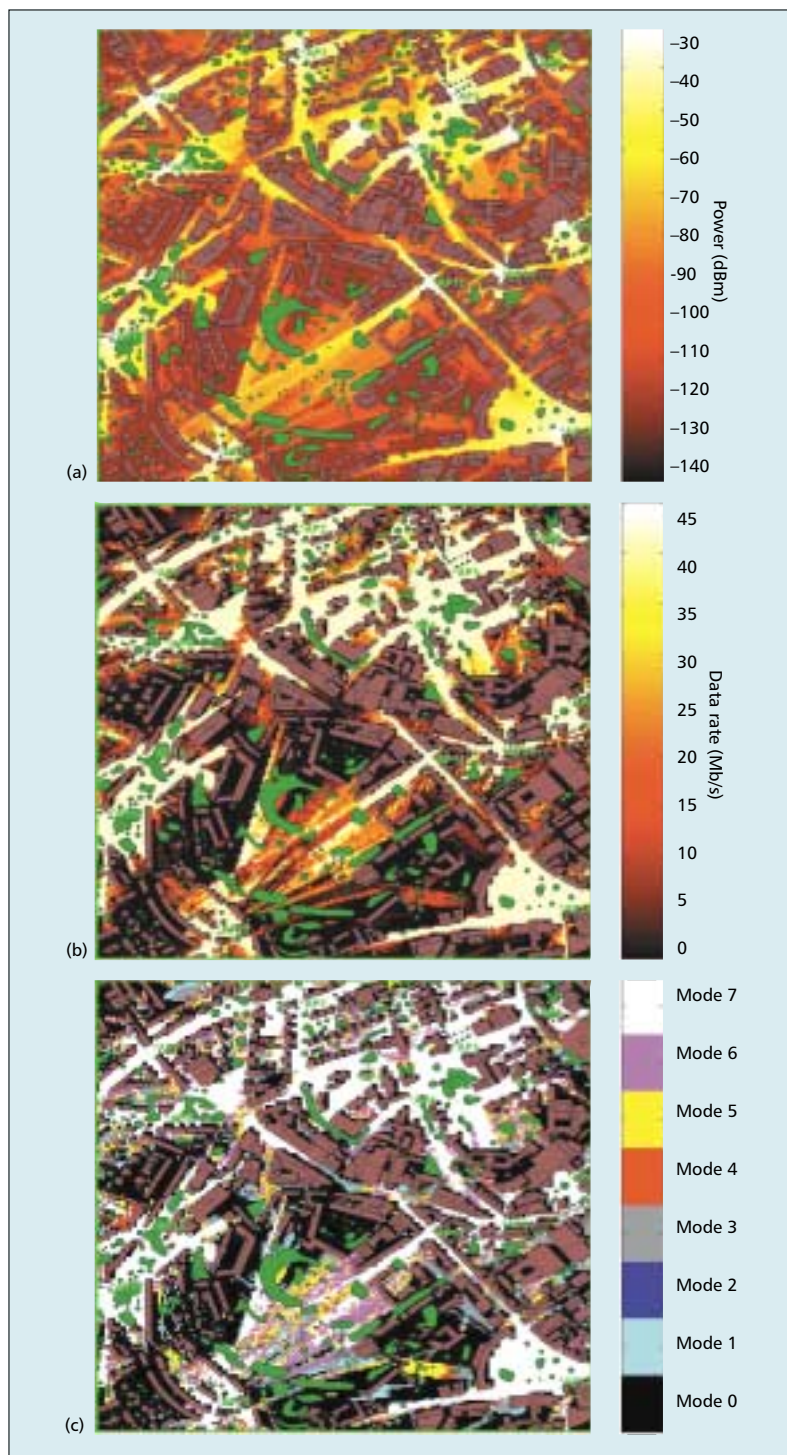 –30
–40
–50
–60
–70
–80
-90
–100
–110
–120
–130
–140
Power (dBm)
(a)
45
40
35
30
25
20
15
10
5
0
Data rate (Mb/s)
(b)
Mode 7
Mode 6
Mode 5
Mode 4
Mode 3
Mode 2
Mode 1
Mode 0
(c)